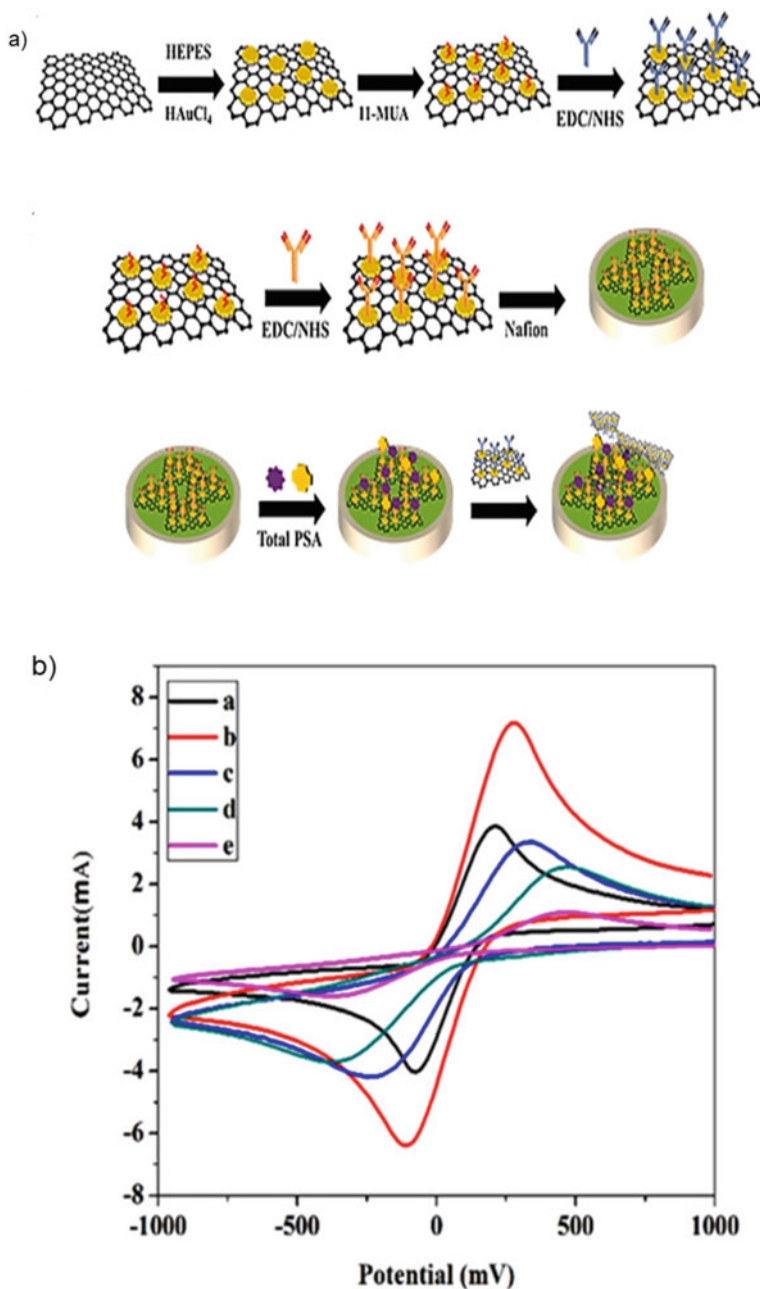 a)
HEPES
HAuCl4
11-MUA
EDC/NHS
EDC/NHS
Nafion
Total PSA
b)
a
b
c
d
e
8
6
4
2
0
-2
-4
-6
-8
Current(mA)
-1000
-500
0
500
1000
Potential (mV)